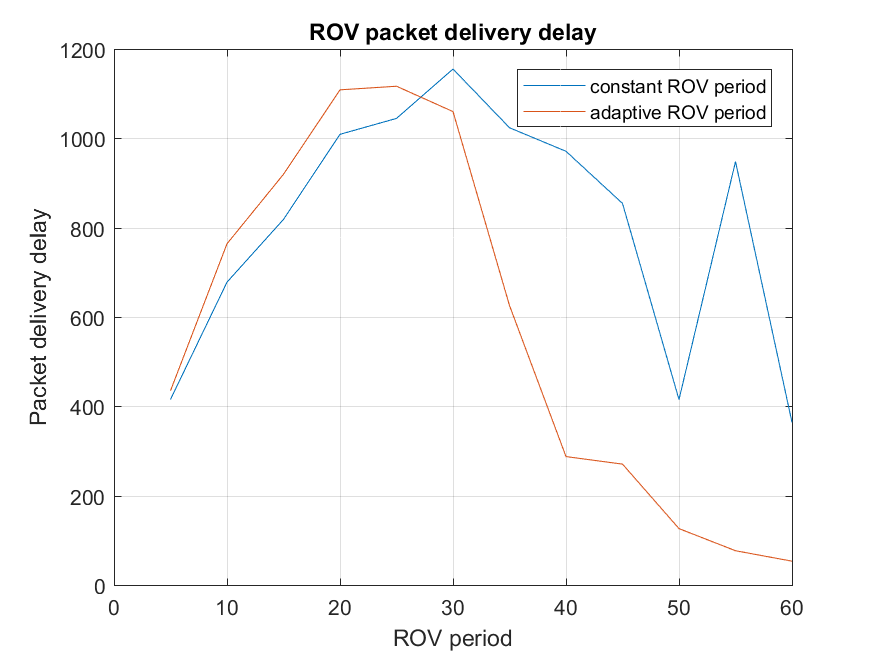 ROV packet delivery delay
1200
1000
800
600
400
200
0
Packet delivery delay
constant ROV period
adaptive ROV period
0 10 20 30 40 50 60
ROV period